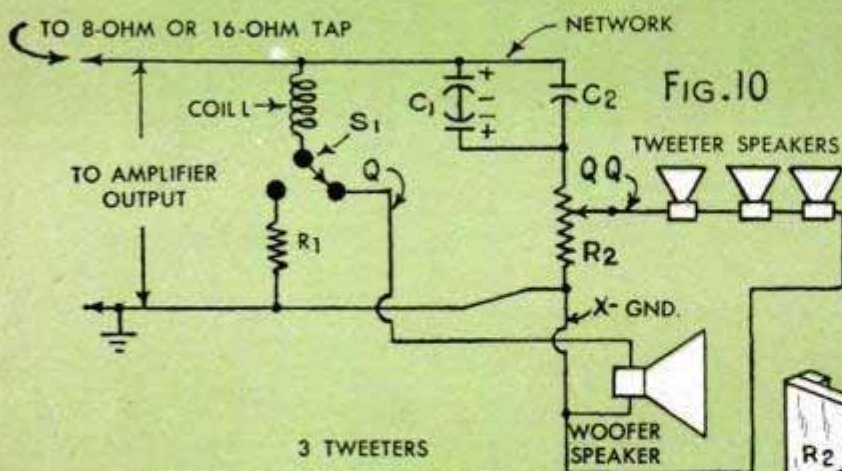 TO 8-OHM OR 16-OHM TAP
NETWORK
COIL L
S1
C1
+
-
-
+
C2
FIG. 10
TWEETER SPEAKERS
TO AMPLIFIER
OUTPUT
Q
QQ
R1
R2
X- GND.
3 TWEETERS
WOOFER
SPEAKER
R2